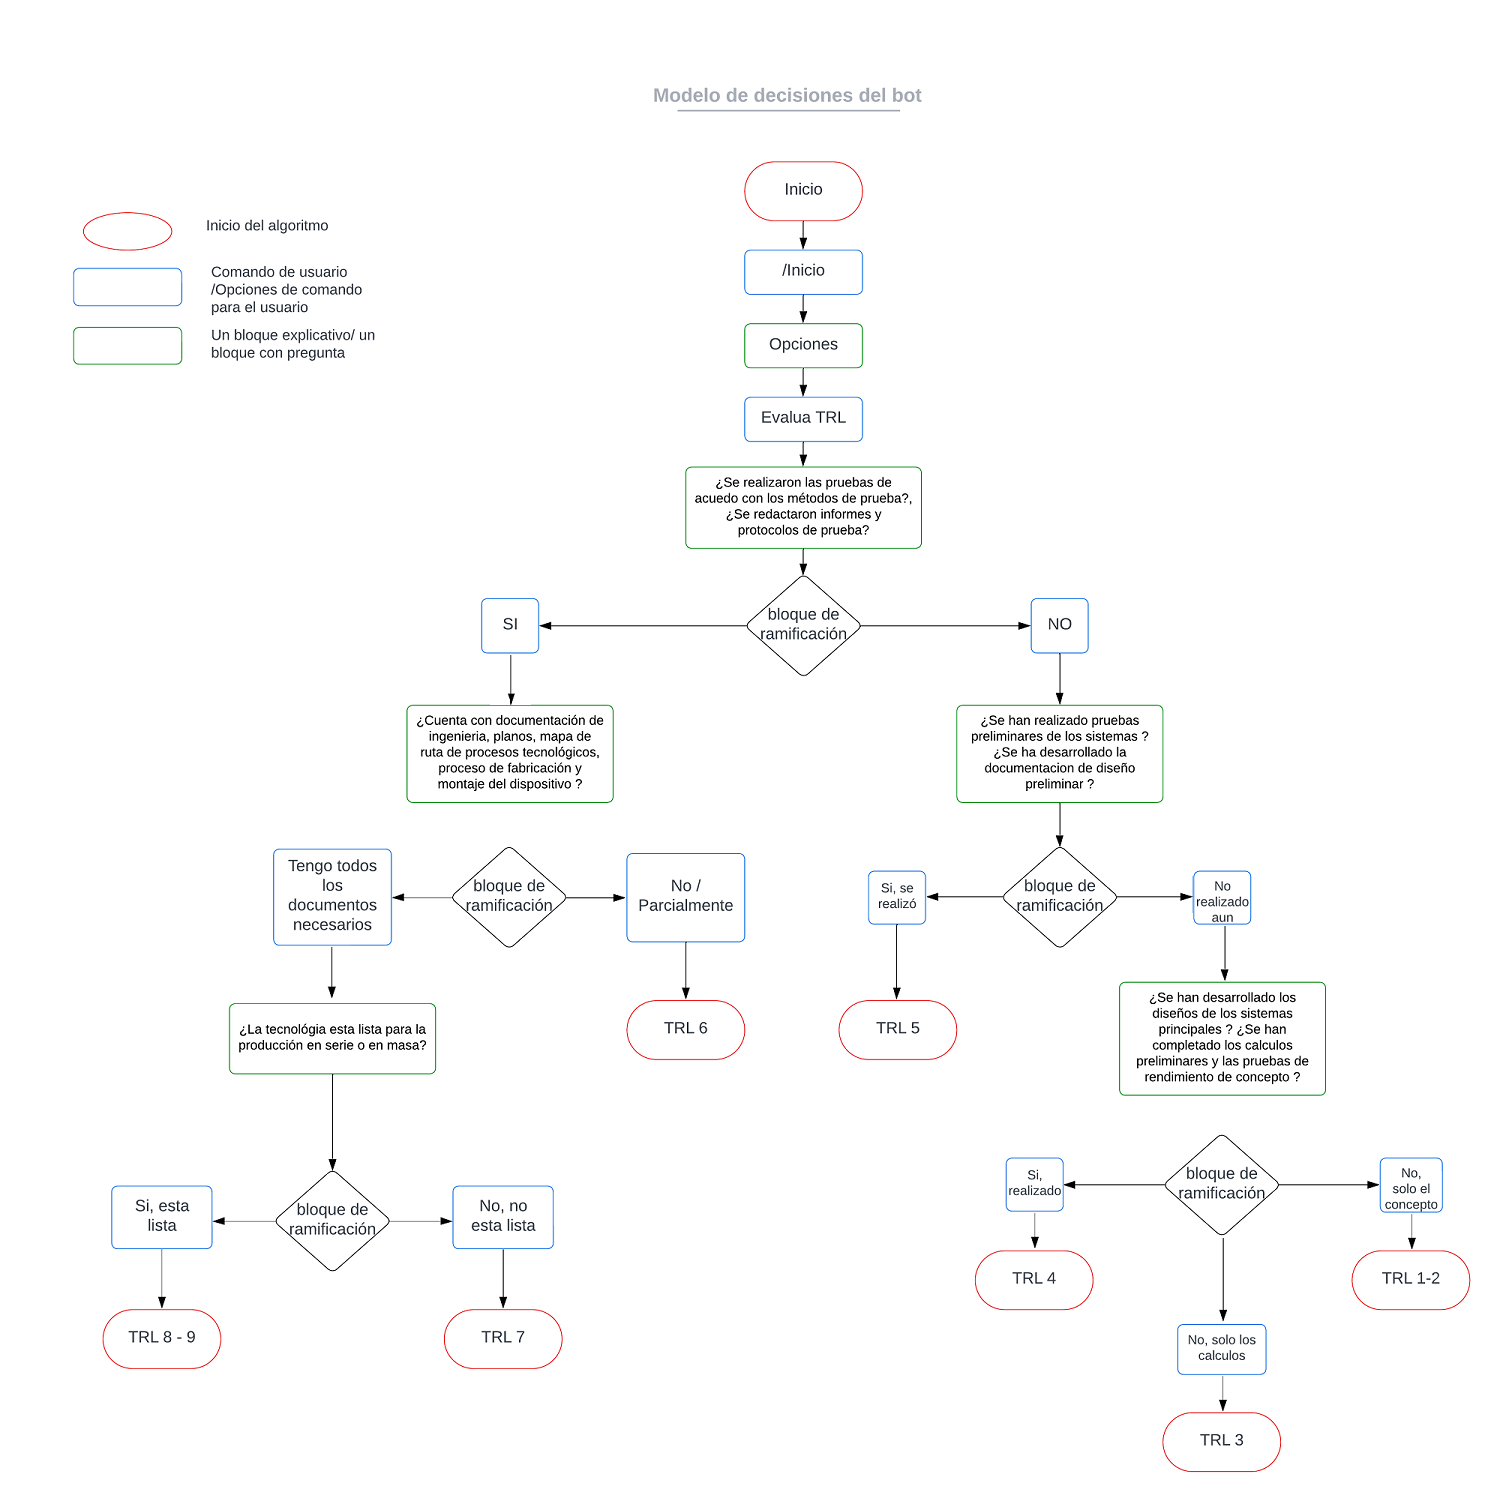 Modelo de decisiones del bot
Inicio del algoritmo
Comando de usuario
/Opciones de comando
para el usuario
Un bloque explicativo/ un
bloque con pregunta
Inicio
/Inicio
Opciones
Evalua TRL
¿Se realizaron las pruebas de
acuedo con los métodos de prueba?,
¿Se redactaron informes y
protocolos de prueba?
bloque de
ramificación
SI
NO
¿Cuenta con documentación de
ingenieria, planos, mapa de
ruta de procesos tecnológicos,
proceso de fabricación y
montaje del dispositivo ?
¿Se han realizado pruebas
preliminares de los sistemas ?
¿Se ha desarrollado la
documentacion de diseño
preliminar ?
Tengo todos
los
documentos
necesarios
bloque de
ramificación
No /
Parcialmente
Si, se
realizó
bloque de
ramificación
No
realizado
aun
¿La tecnológia esta lista para la
producción en serie o en masa?
TRL 6
TRL 5
¿Se han desarrollado los
diseños de los sistemas
principales ? ¿Se han
completado los calculos
preliminares y las pruebas de
rendimiento de concepto ?
Si, esta
lista
bloque de
ramificación
No, no
esta lista
Si,
realizado
bloque de
ramificación
No,
solo el
concepto
TRL 8 - 9
TRL 7
TRL 4
TRL 1-2
No, solo los
calculos
TRL 3